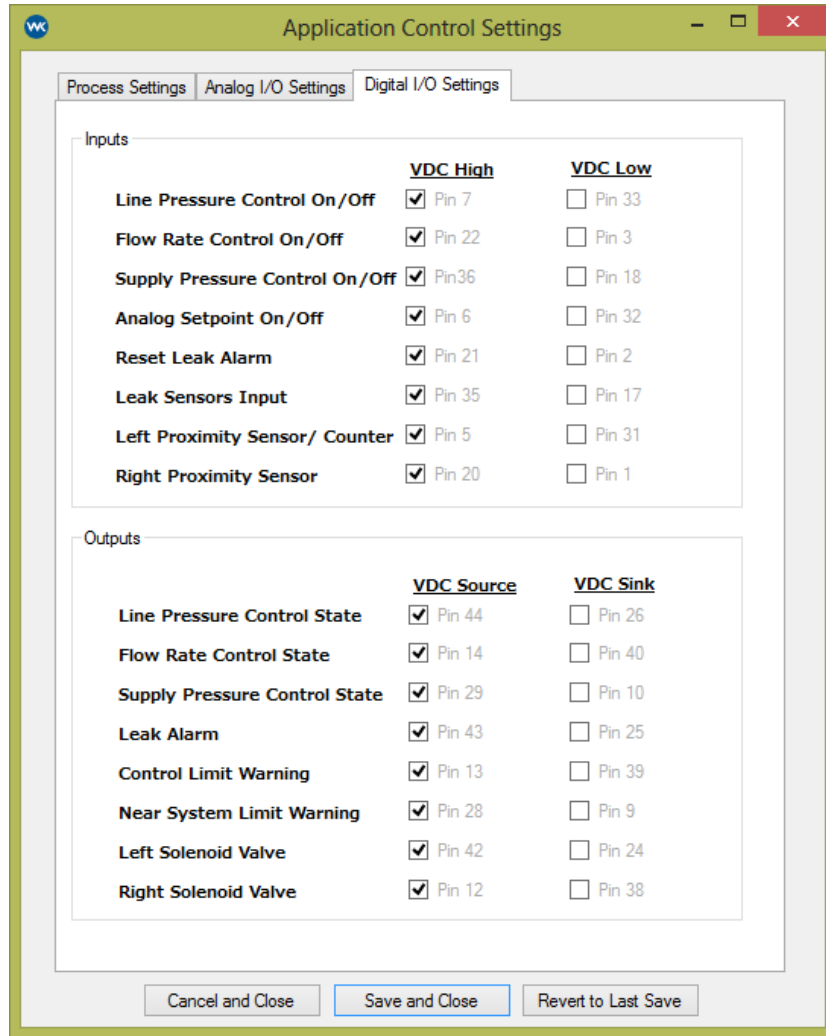 WK
Application Control Settings
Process Settings Analog I/O Settings Digital I/O Settings
Inputs
VDC High VDC Low
Line Pressure Control On/Off Pin 7 Pin 33
Flow Rate Control On/Off Pin 22 Pin 3
Supply Pressure Control On/Off Pin36 Pin 18
Analog Setpoint On/Off Pin 6 Pin 32
Reset Leak Alarm Pin 21 Pin 2
Leak Sensors Input Pin 35 Pin 17
Left Proximity Sensor/ Counter Pin 5 Pin 31
Right Proximity Sensor Pin 20 Pin 1
Outputs
VDC Source VDC Sink
Line Pressure Control State Pin 44 Pin 26
Flow Rate Control State Pin 14 Pin 40
Supply Pressure Control State Pin 29 Pin 10
Leak Alarm Pin 43 Pin 25
Control Limit Warning Pin 13 Pin 39
Near System Limit Warning Pin 28 Pin 9
Left Solenoid Valve Pin 42 Pin 24
Right Solenoid Valve Pin 12 Pin 38
Cancel and Close Save and Close Revert to Last Save